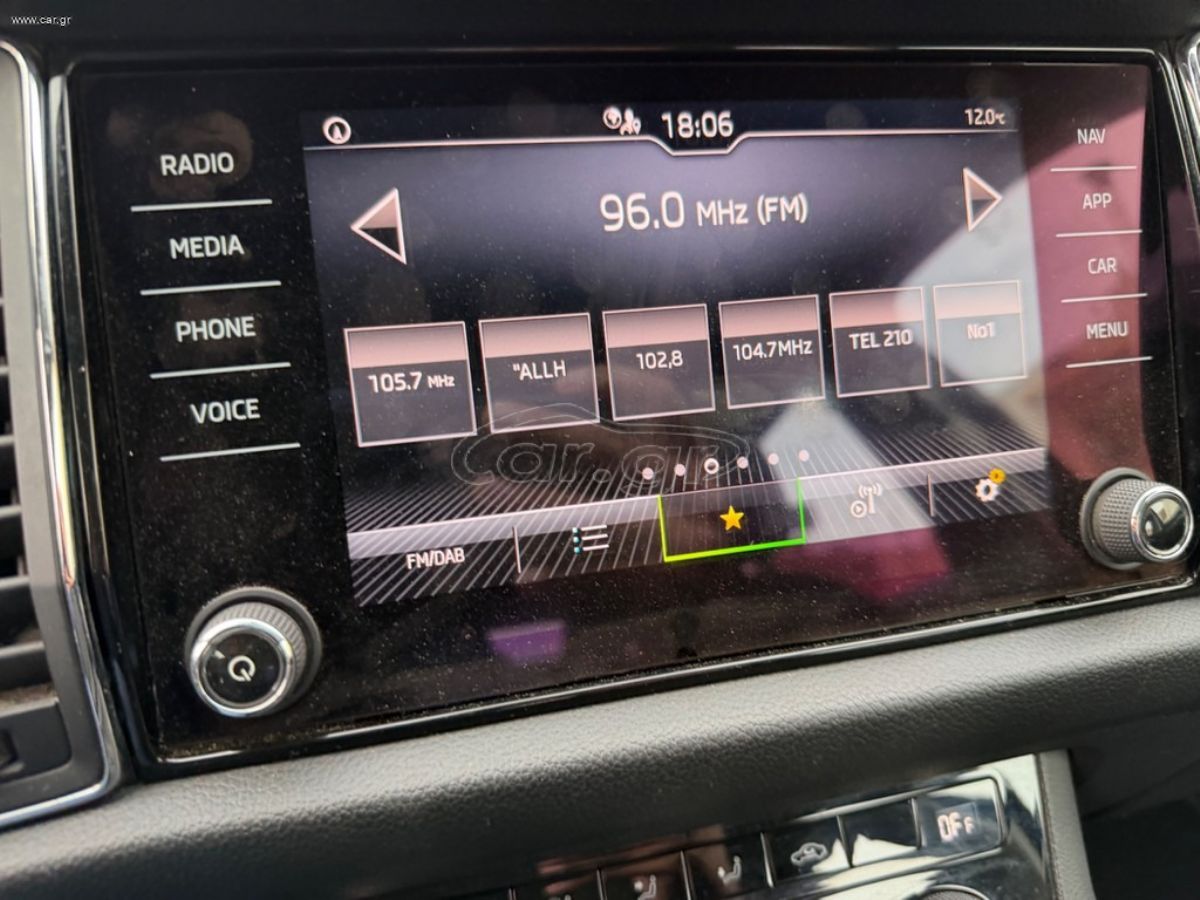 www.car.gr
18:06
12.0°C
RADIO
MEDIA
PHONE
VOICE
96.0 MHz (FM)
105.7 MHz
"ALLH
102,8
104.7MHz
TEL 210
No1
FM/DAB
NAV
APP
CAR
MENU
car.gr
OFF